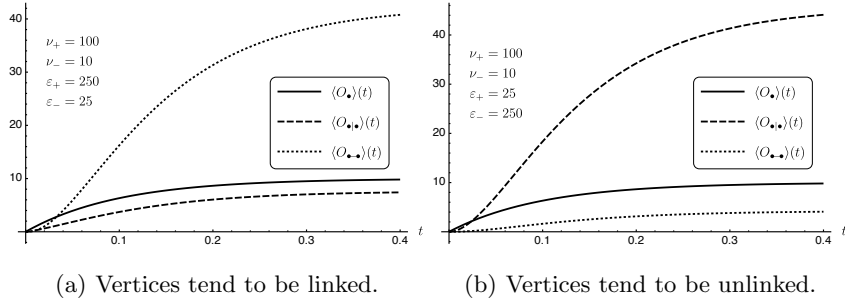 40
30
20
10
0.1 0.2 0.3 0.4 t
ν₊ = 100
ν₋ = 10
ε₊ = 250
ε₋ = 25
⟨O●⟩(t)
⟨O●|●⟩(t)
⟨O●–●⟩(t)
(a) Vertices tend to be linked.
40
30
20
10
0.1 0.2 0.3 0.4 t
ν₊ = 100
ν₋ = 10
ε₊ = 25
ε₋ = 250
⟨O●⟩(t)
⟨O●|●⟩(t)
⟨O●–●⟩(t)
(b) Vertices tend to be unlinked.